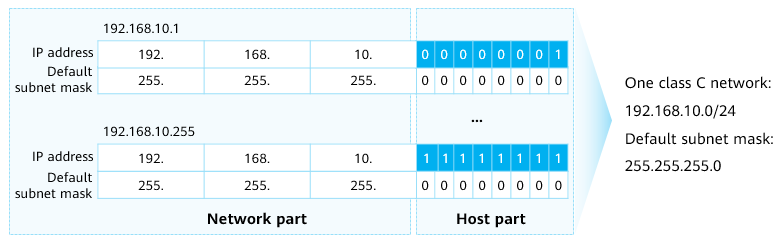 192.168.10.1
IP address 192. 168. 10. 0 0 0 0 0 0 0 1
Default
subnet mask 255. 255. 255. 0 0 0 0 0 0 0 0
...
192.168.10.255
IP address 192. 168. 10. 1 1 1 1 1 1 1 1
Default
subnet mask 255. 255. 255. 0 0 0 0 0 0 0 0
Network part Host part
One class C network:
192.168.10.0/24
Default subnet mask:
255.255.255.0